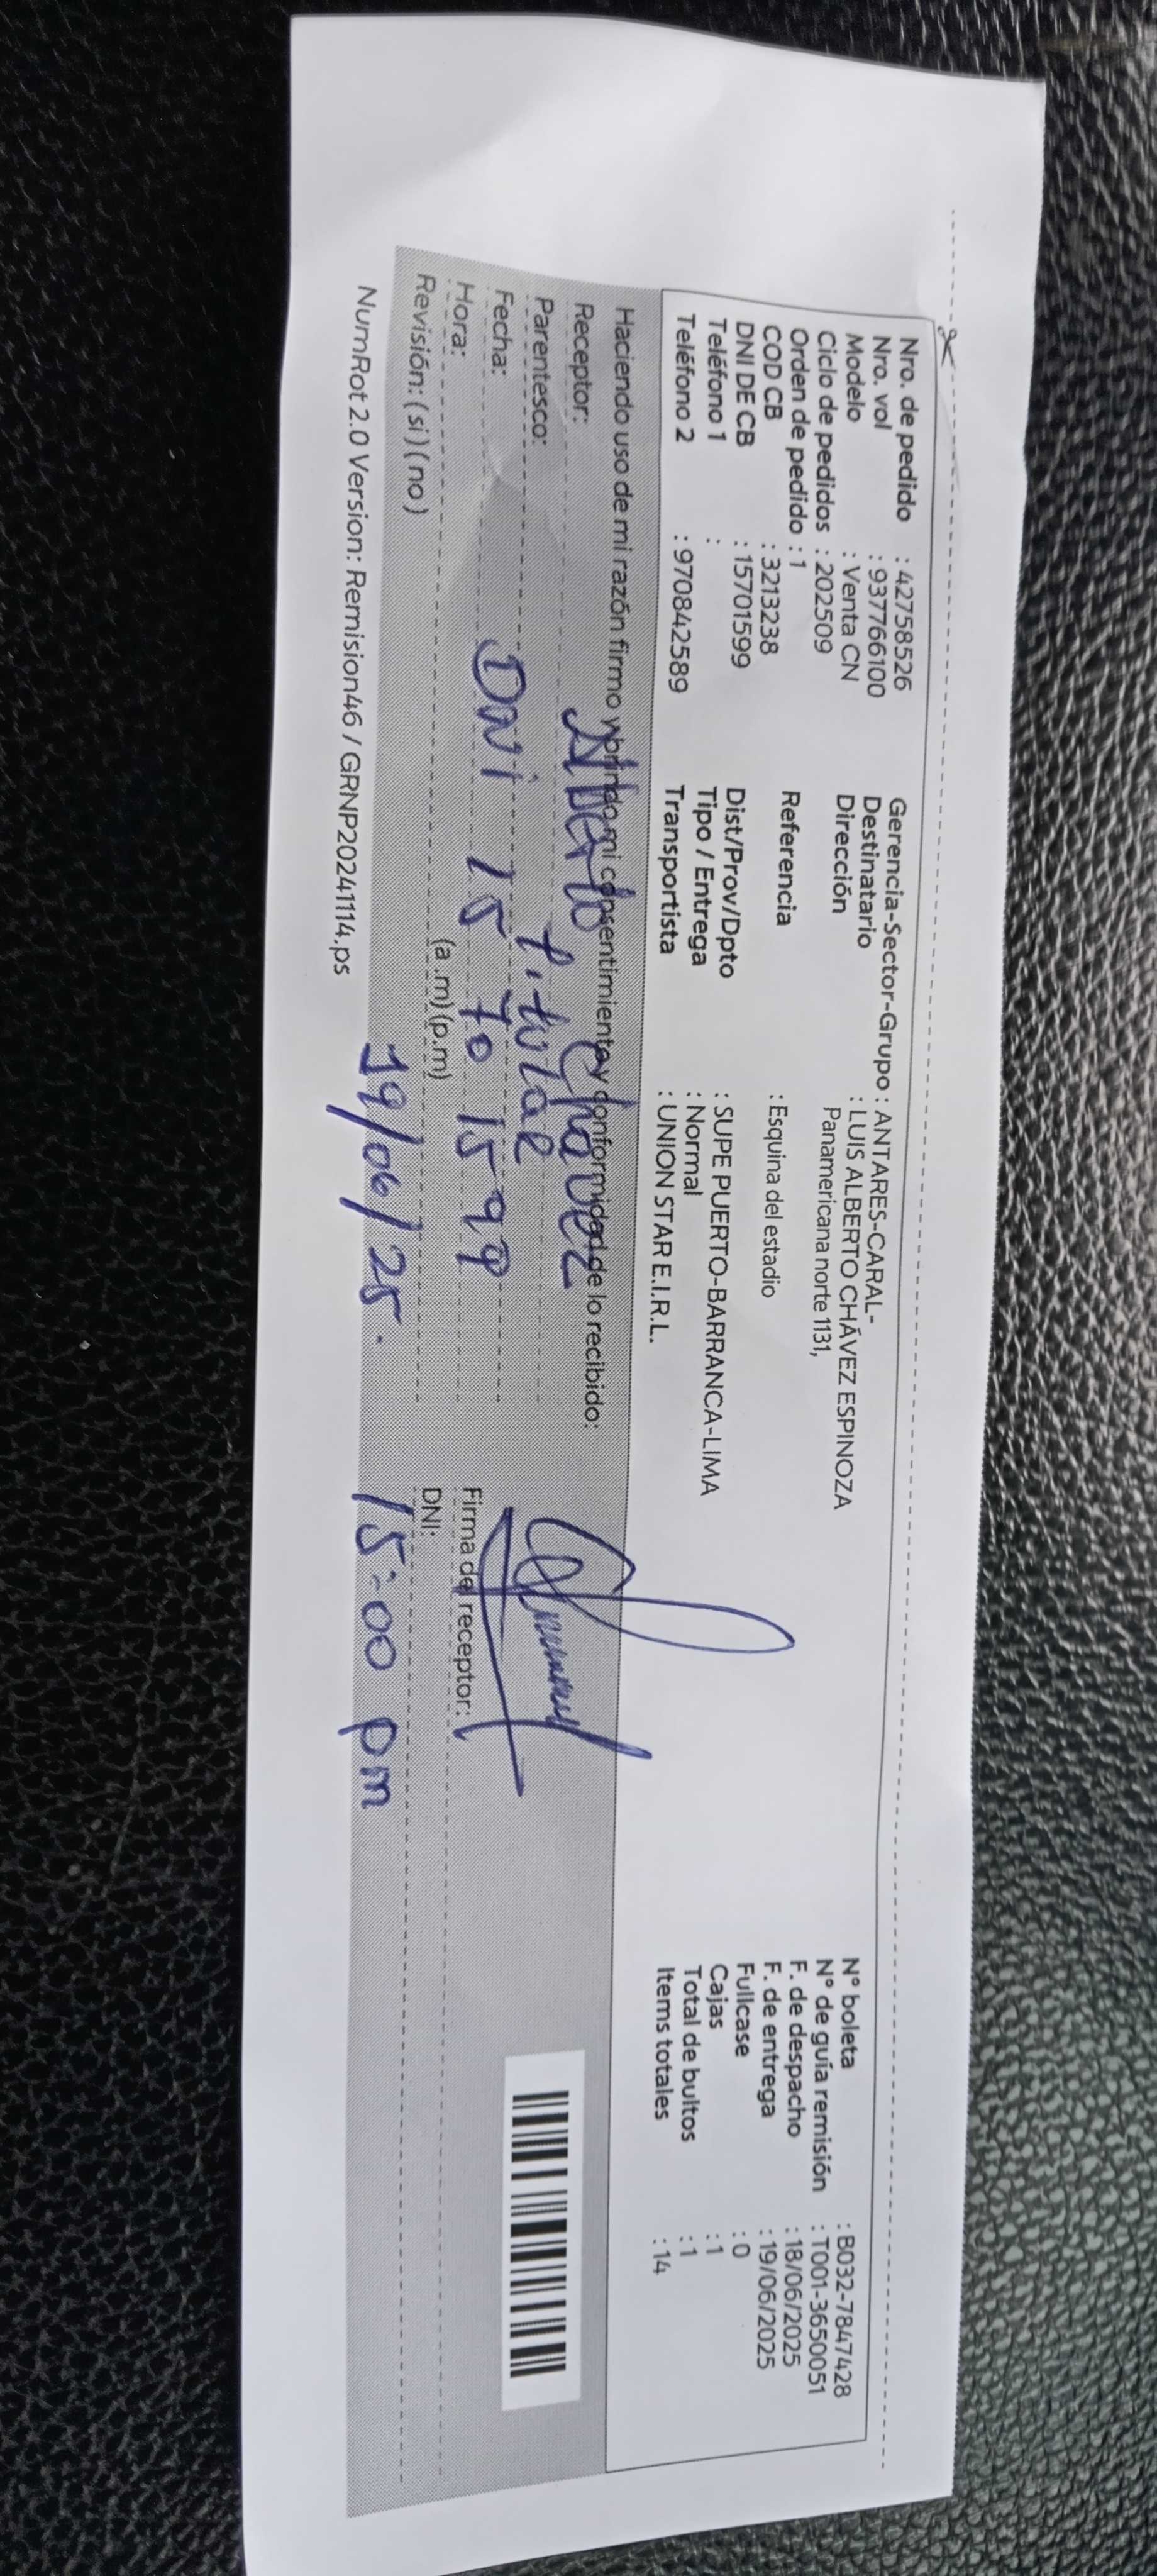 Nro. de pedido : 42758526
Nro. vol : 937766100
Modelo : Venta CN
Ciclo de pedidos : 202509
Orden de pedido : 1
COD CB : 3213238
DNI DE CB : 15701599
Teléfono 1 :
Teléfono 2 : 970842589
Gerencia-Sector-Grupo : ANTARES-CARAL-
Destinatario : LUIS ALBERTO CHÁVEZ ESPINOZA
Dirección Panamericana norte 1131,
Referencia : Esquina del estadio
Dist/Prov/Dpto : SUPE PUERTO-BARRANCA-LIMA
Tipo / Entrega : Normal
Transportista : UNION STAR E.I.R.L.
N° boleta : B032-7847428
N° de guía remisión : T001-3650051
F. de despacho : 18/06/2025
F. de entrega : 19/06/2025
Fullcase : 0
Cajas : 1
Total de bultos : 1
Items totales : 14
Haciendo uso de mi razón firmo y brindo mi consentimiento y conformidad de lo recibido:
Receptor: Alberto Chavez
Parentesco: titular
Fecha: DNI 15 70 15 99
Hora: (a .m) (p.m)
Revisión: ( si ) ( no ) 19/06/25. 15:00 pm
Firma del receptor:
DNI:
NumRot 2.0 Version: Remision46 / GRNP20241114.ps